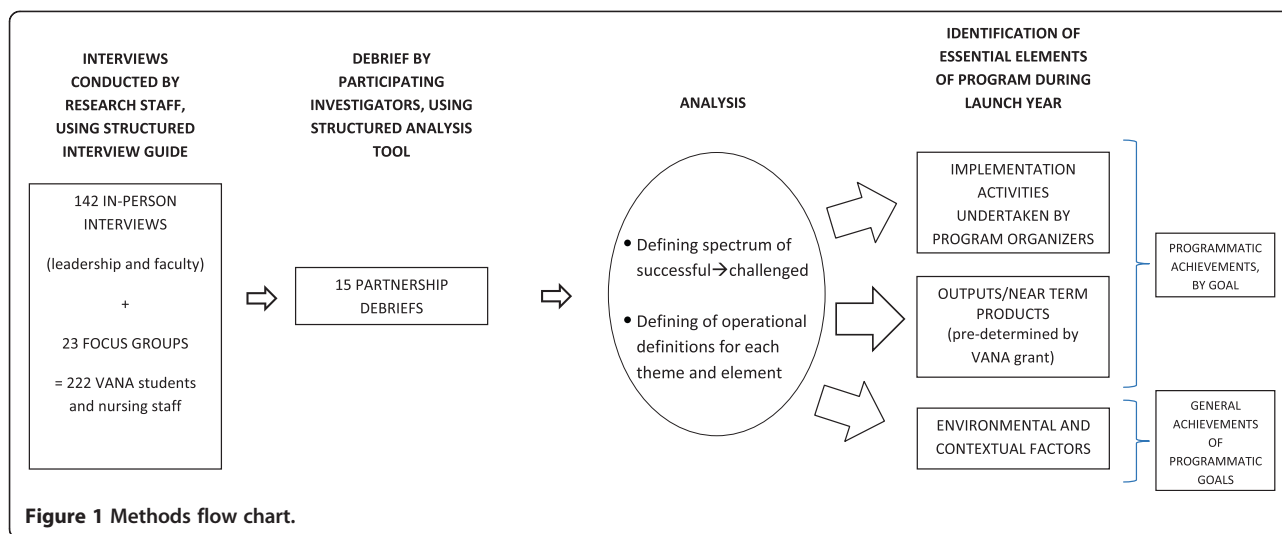 INTERVIEWS
CONDUCTED BY
RESEARCH STAFF,
USING STRUCTURED
INTERVIEW GUIDE
142 IN-PERSON
INTERVIEWS
(leadership and faculty)
+
23 FOCUS GROUPS
= 222 VANA students
and nursing staff
DEBRIEF BY
PARTICIPATING
INVESTIGATORS, USING
STRUCTURED ANALYSIS
TOOL
15 PARTNERSHIP
DEBRIEFS
ANALYSIS
• Defining spectrum of
successful→challenged
• Defining of operational
definitions for each
theme and element
IDENTIFICATION OF
ESSENTIAL ELEMENTS
OF PROGRAM DURING
LAUNCH YEAR
IMPLEMENTATION
ACTIVITIES
UNDERTAKEN BY
PROGRAM ORGANIZERS
OUTPUTS/NEAR TERM
PRODUCTS
(pre-determined by
VANA grant)
ENVIRONMENTAL AND
CONTEXTUAL FACTORS
PROGRAMMATIC
ACHIEVEMENTS,
BY GOAL
GENERAL
ACHIEVEMENTS
OF
PROGRAMMATIC
GOALS
Figure 1 Methods flow chart.